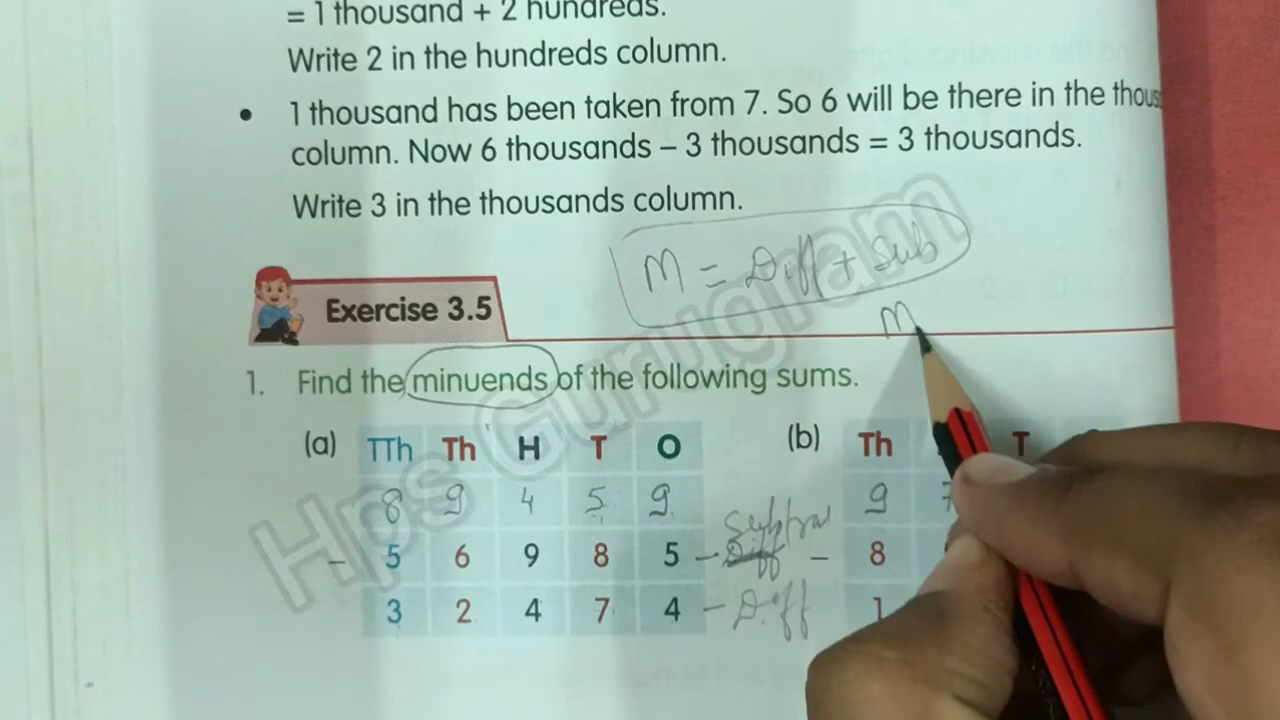 = 1 thousand + 2 hundreds.
Write 2 in the hundreds column.
• 1 thousand has been taken from 7. So 6 will be there in the thous
column. Now 6 thousands – 3 thousands = 3 thousands.
Write 3 in the thousands column.
M = Diff + Sub
Exercise 3.5
M
1. Find the minuends of the following sums.
(a) TTh Th H T O (b) Th T
8 9 4 5 9 9
– 5 6 9 8 5 – – 8
3 2 4 7 4 – Diff 1
Hps Gurugram